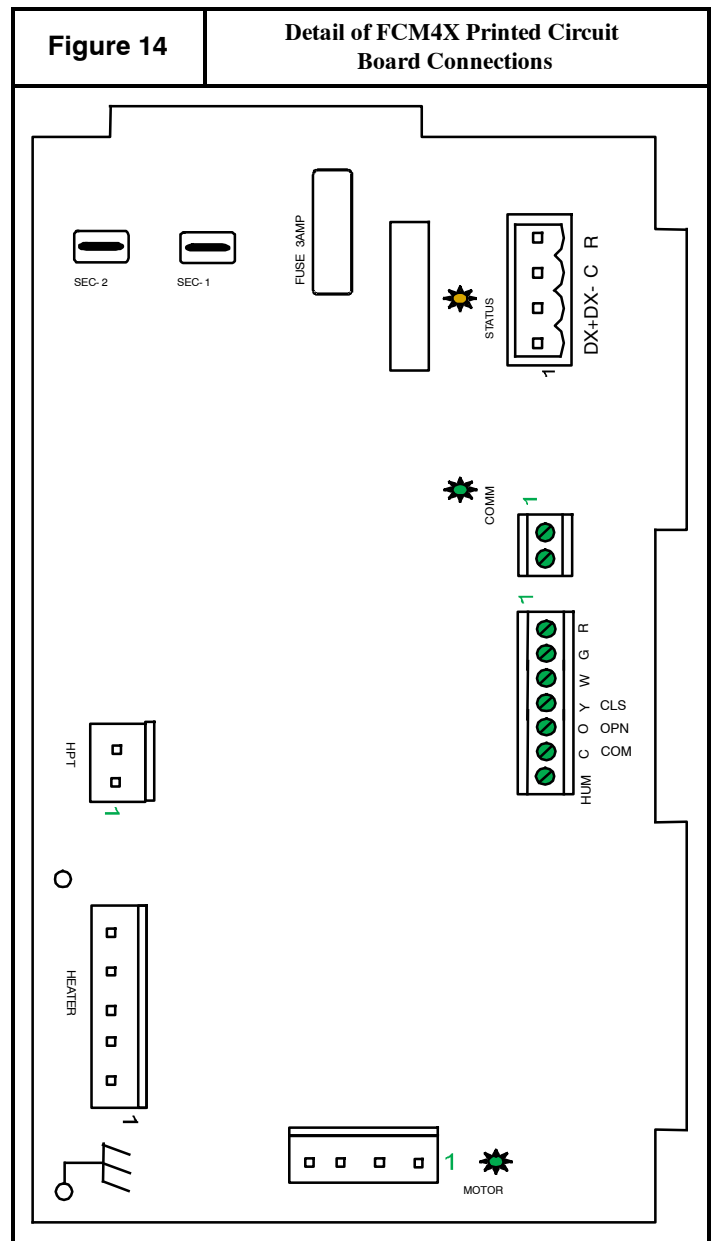 Figure 14
Detail of FCM4X Printed Circuit
Board Connections
SEC- 2
SEC- 1
FUSE 3AMP
STATUS
DX+DX- C R
1
COMM
1
1
R
G
W
Y CLS
O OPN
C COM
HUM
HPT
1
HEATER
1
1
MOTOR